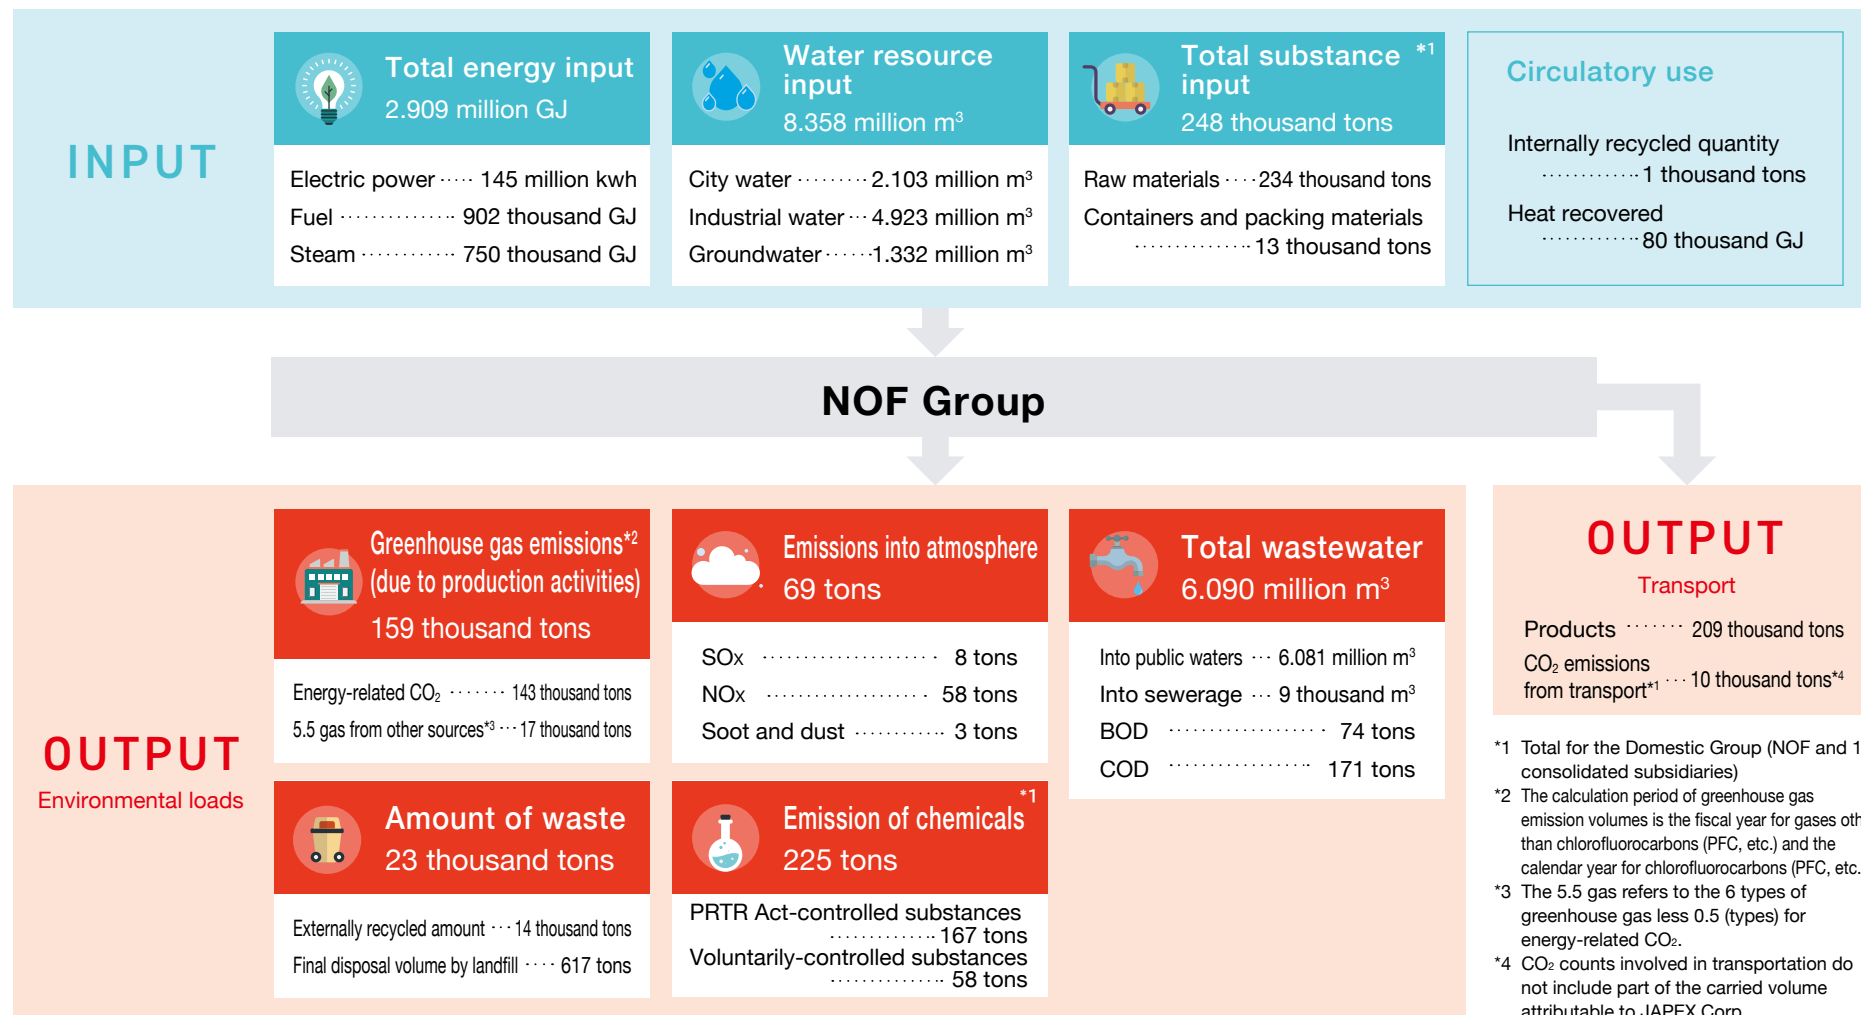 INPUT
Total energy input
2.909 million GJ
Electric power ····· 145 million kwh
Fuel ·············· 902 thousand GJ
Steam ············ 750 thousand GJ
Water resource
input
8.358 million m³
City water ········ 2.103 million m³
Industrial water ··· 4.923 million m³
Groundwater ······ 1.332 million m³
Total substance *1
input
248 thousand tons
Raw materials ···· 234 thousand tons
Containers and packing materials
·············· 13 thousand tons
Circulatory use
Internally recycled quantity
············ 1 thousand tons
Heat recovered
············ 80 thousand GJ
NOF Group
OUTPUT
Environmental loads
Greenhouse gas emissions*2
(due to production activities)
159 thousand tons
Energy-related CO₂ ······· 143 thousand tons
5.5 gas from other sources*3 ··· 17 thousand tons
Emissions into atmosphere
69 tons
SOx ····················· 8 tons
NOx ···················· 58 tons
Soot and dust ··········· 3 tons
Total wastewater
6.090 million m³
Into public waters ··· 6.081 million m³
Into sewerage ··· 9 thousand m³
BOD ···················· 74 tons
COD ················· 171 tons
Amount of waste
23 thousand tons
Externally recycled amount ··· 14 thousand tons
Final disposal volume by landfill ···· 617 tons
Emission of chemicals *1
225 tons
PRTR Act-controlled substances
············· 167 tons
Voluntarily-controlled substances
·············· 58 tons
OUTPUT
Transport
Products ······· 209 thousand tons
CO₂ emissions
from transport*1 ··· 10 thousand tons*4
*1 Total for the Domestic Group (NOF and 1
consolidated subsidiaries)
*2 The calculation period of greenhouse gas
emission volumes is the fiscal year for gases oth
than chlorofluorocarbons (PFC, etc.) and the
calendar year for chlorofluorocarbons (PFC, etc.
*3 The 5.5 gas refers to the 6 types of
greenhouse gas less 0.5 (types) for
energy-related CO₂.
*4 CO₂ counts involved in transportation do
not include part of the carried volume
attributable to JAPEX Corp